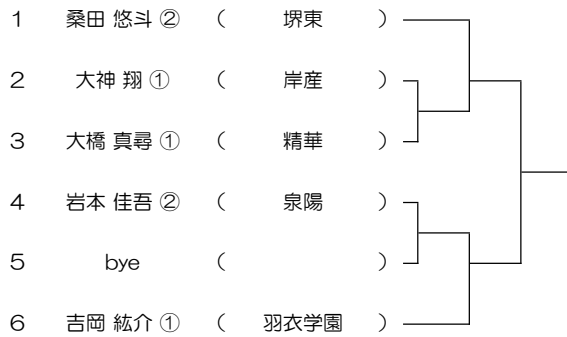 1 桑田 悠斗 ② ( 堺東 )
2 大神 翔 ① ( 岸産 )
3 大橋 真尋 ① ( 精華 )
4 岩本 佳吾 ② ( 泉陽 )
5 bye ( )
6 吉岡 紘介 ① ( 羽衣学園 )